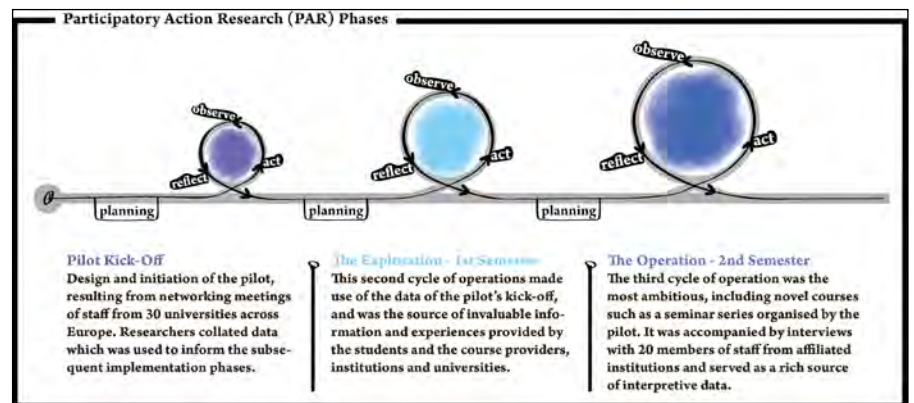 Participatory Action Research (PAR) Phases
observe
act
reflect
planning
observe
act
reflect
planning
observe
act
reflect
planning
Pilot Kick-Off
Design and initiation of the pilot,
resulting from networking meetings
of staff from 30 universities across
Europe. Researchers collated data
which was used to inform the subse-
quent implementation phases.
The Exploration - 1st Semester
This second cycle of operations made
use of the data of the pilot's kick-off,
and was the source of invaluable info-
rmation and experiences provided by
the students and the course providers,
institutions and universities.
The Operation - 2nd Semester
The third cycle of operation was the
most ambitious, including novel courses
such as a seminar series organised by the
pilot. It was accompanied by interviews
with 20 members of staff from affiliated
institutions and served as a rich source
of interpretive data.